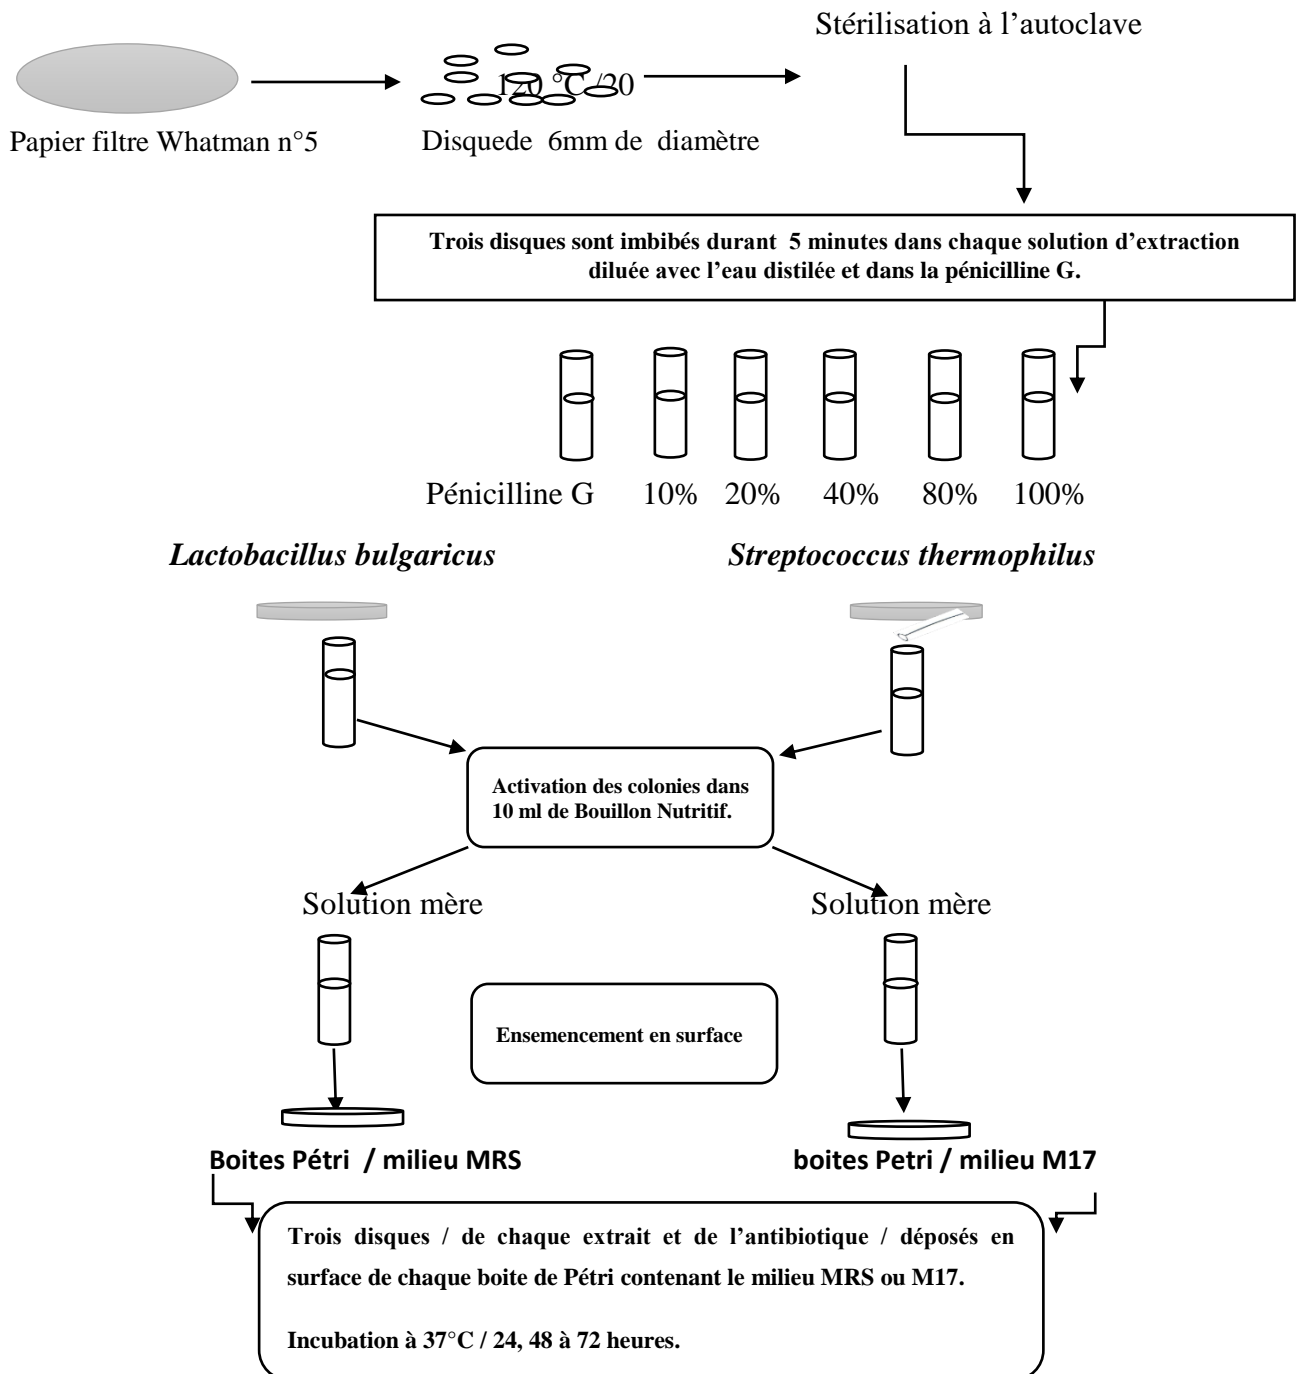 Stérilisation à l’autoclave
120 °C /20
Papier filtre Whatman n°5
Disquede 6mm de diamètre
Trois disques sont imbibés durant 5 minutes dans chaque solution d’extraction
diluée avec l’eau distilée et dans la pénicilline G.
Pénicilline G 10% 20% 40% 80% 100%
Lactobacillus bulgaricus
Streptococcus thermophilus
Activation des colonies dans
10 ml de Bouillon Nutritif.
Solution mère
Solution mère
Ensemencement en surface
Boites Pétri / milieu MRS
boites Petri / milieu M17
Trois disques / de chaque extrait et de l’antibiotique / déposés en
surface de chaque boite de Pétri contenant le milieu MRS ou M17.
Incubation à 37°C / 24, 48 à 72 heures.